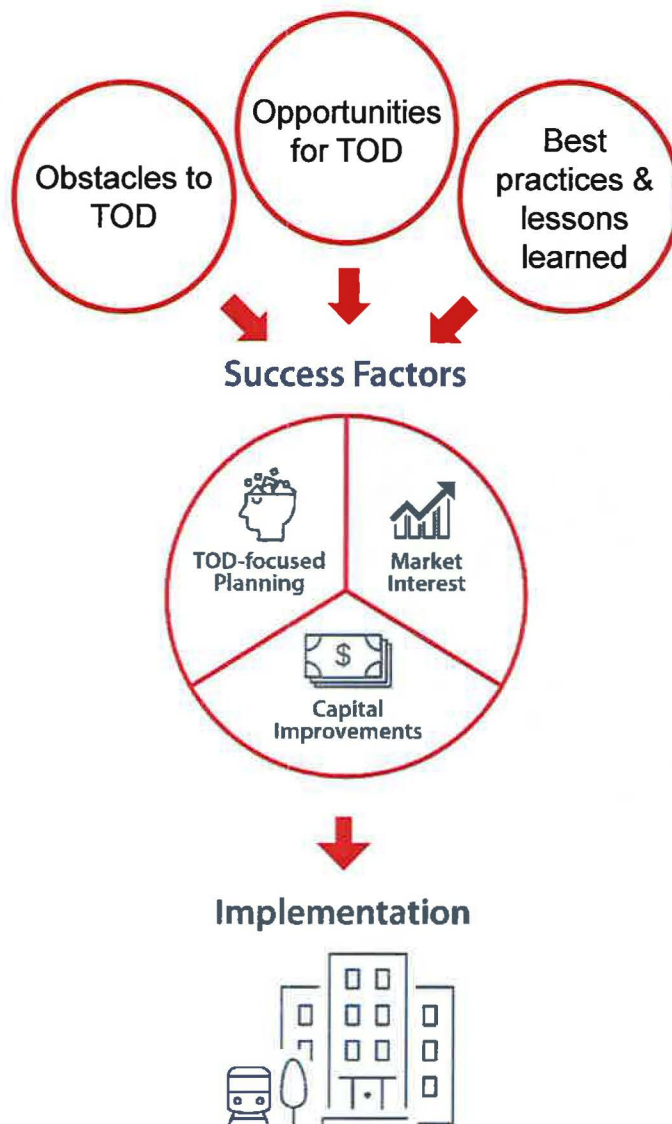 Obstacles to
TOD
Opportunities
for TOD
Best
practices &
lessons
learned
Success Factors
TOD-focused
Planning
Market
Interest
$
Capital
Improvements
Implementation